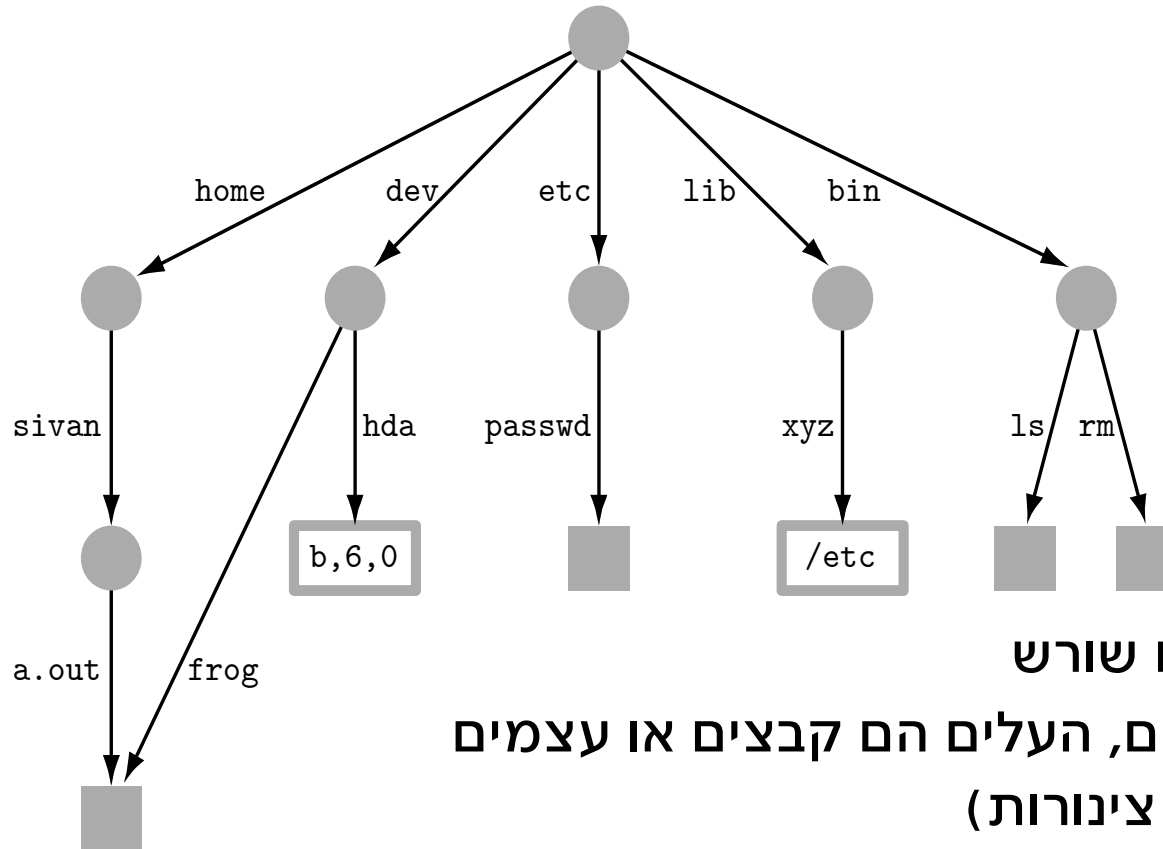 home dev etc lib bin
sivan hda passwd xyz ls rm
b,6,0 /etc
a.out frog
שורש
ם, העלים הם קבצים או עצמים
צינורות)